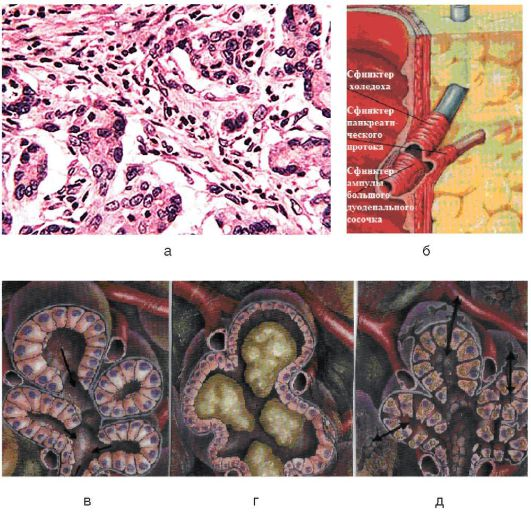 Сфинктер
холедоха
Сфинктер
панкреати-
ческого
протока
Сфинктер
ампулы
большого
дуоденального
сосочка
а
б
в
г
д